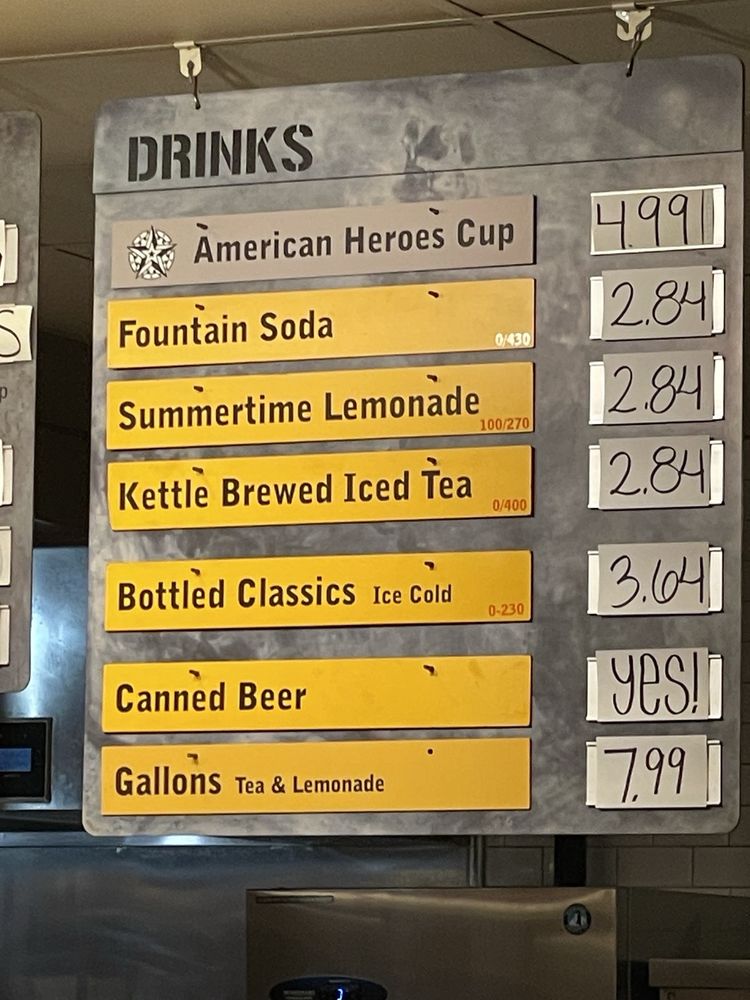 DRINKS
American Heroes Cup 4.99
Fountain Soda 0/430 2.84
Summertime Lemonade 100/270 2.84
Kettle Brewed Iced Tea 0/400 2.84
Bottled Classics Ice Cold 0-230 3.64
Canned Beer yes!
Gallons Tea & Lemonade 7.99